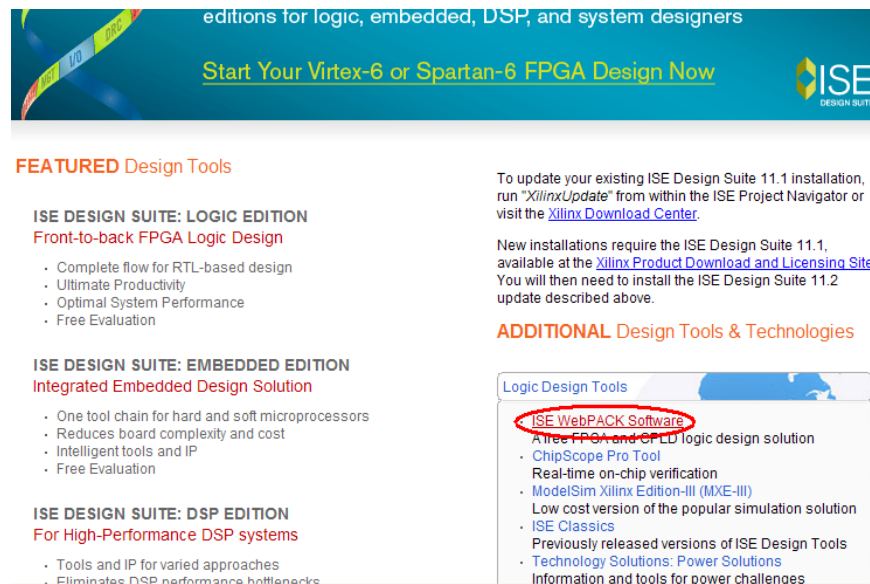 editions for logic, embedded, DSP, and system designers
Start Your Virtex-6 or Spartan-6 FPGA Design Now
MGT
I/O
DRC
ISE
DESIGN SUITE
FEATURED Design Tools
ISE DESIGN SUITE: LOGIC EDITION
Front-to-back FPGA Logic Design
• Complete flow for RTL-based design
• Ultimate Productivity
• Optimal System Performance
• Free Evaluation
ISE DESIGN SUITE: EMBEDDED EDITION
Integrated Embedded Design Solution
• One tool chain for hard and soft microprocessors
• Reduces board complexity and cost
• Intelligent tools and IP
• Free Evaluation
ISE DESIGN SUITE: DSP EDITION
For High-Performance DSP systems
• Tools and IP for varied approaches
• Eliminates DSP performance bottlenecks
To update your existing ISE Design Suite 11.1 installation,
run "XilinxUpdate" from within the ISE Project Navigator or
visit the Xilinx Download Center.
New installations require the ISE Design Suite 11.1,
available at the Xilinx Product Download and Licensing Site
You will then need to install the ISE Design Suite 11.2
update described above.
ADDITIONAL Design Tools & Technologies
Logic Design Tools
• ISE WebPACK Software
A free FPGA and CPLD logic design solution
• ChipScope Pro Tool
Real-time on-chip verification
• ModelSim Xilinx Edition-III (MXE-III)
Low cost version of the popular simulation solution
• ISE Classics
Previously released versions of ISE Design Tools
• Technology Solutions: Power Solutions
Information and tools for power challenges